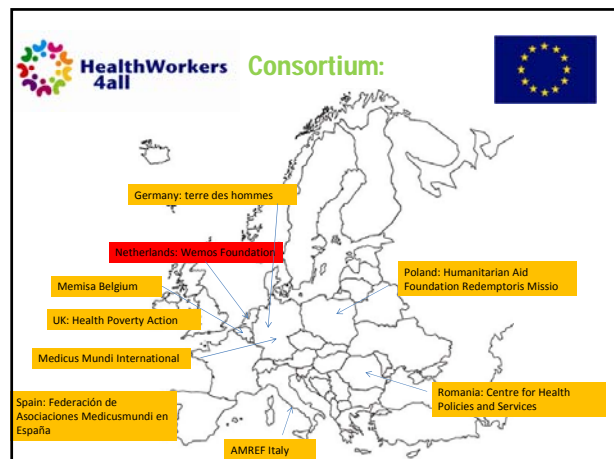 HealthWorkers
4all
Consortium:
Germany: terre des hommes
Netherlands: Wemos Foundation
Memisa Belgium
Poland: Humanitarian Aid
Foundation Redemptoris Missio
UK: Health Poverty Action
Medicus Mundi International
Spain: Federación de
Asociaciones Medicusmundi en
España
Romania: Centre for Health
Policies and Services
AMREF Italy